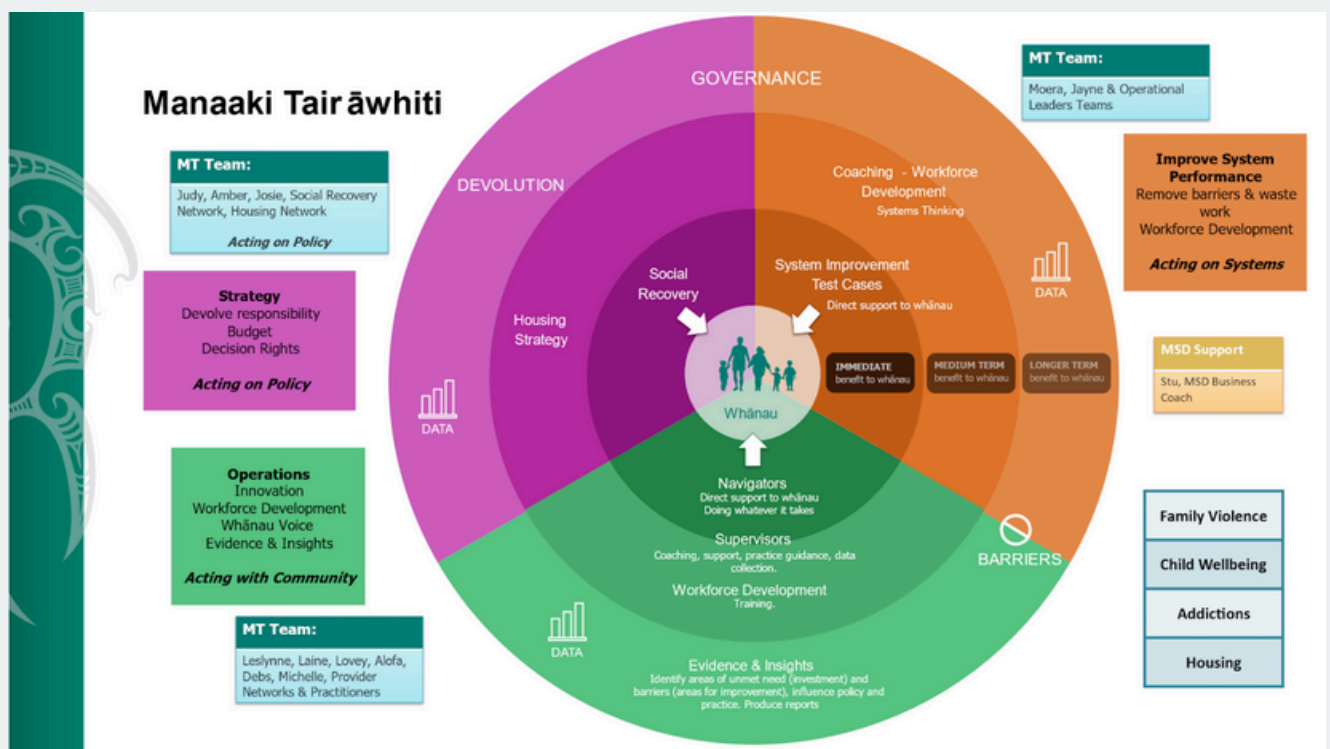 Manaaki Tairāwhiti
MT Team:
Judy, Amber, Josie, Social Recovery
Network, Housing Network
Acting on Policy
Strategy
Devolve responsibility
Budget
Decision Rights
Acting on Policy
Operations
Innovation
Workforce Development
Whānau Voice
Evidence & Insights
Acting with Community
MT Team:
Leslynne, Laine, Lovey, Alofa,
Debs, Michelle, Provider
Networks & Practitioners
GOVERNANCE
DEVOLUTION
Social
Recovery
Housing
Strategy
DATA
Coaching - Workforce
Development
Systems Thinking
System Improvement
Test Cases
Direct support to whānau
DATA
IMMEDIATE
benefit to whānau
MEDIUM TERM
benefit to whānau
LONGER TERM
benefit to whānau
Whānau
Navigators
Direct support to whānau
Doing whatever it takes
Supervisors
Coaching, support, practice guidance, data
collection.
Workforce Development
Training.
BARRIERS
DATA
Evidence & Insights
Identify areas of unmet need (investment) and
barriers (areas for improvement), influence policy and
practice. Produce reports
MT Team:
Moera, Jayne & Operational
Leaders Teams
Improve System
Performance
Remove barriers & waste
work
Workforce Development
Acting on Systems
MSD Support
Stu, MSD Business
Coach
Family Violence
Child Wellbeing
Addictions
Housing